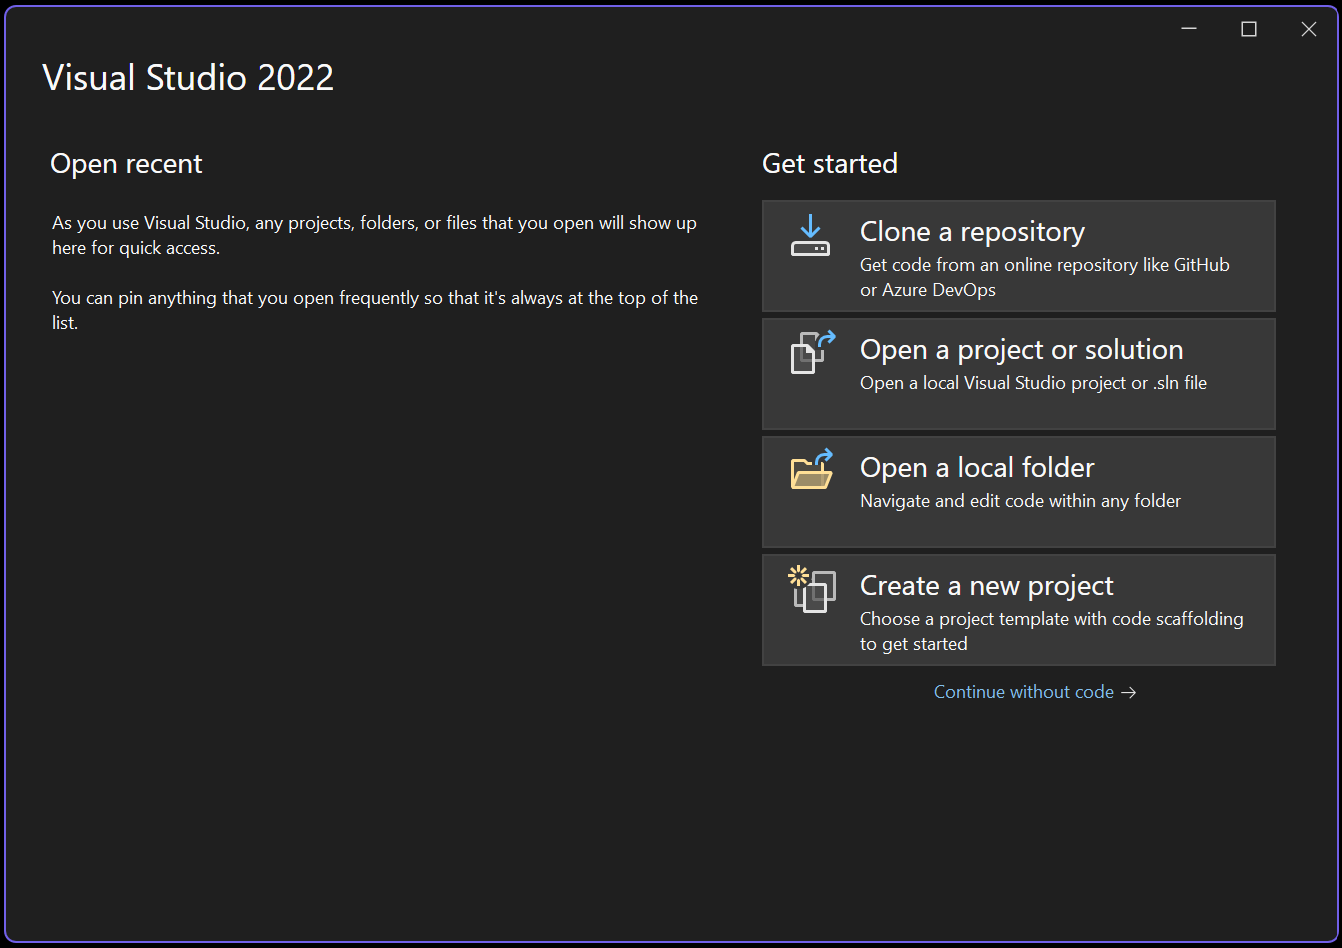 Visual Studio 2022
Open recent
As you use Visual Studio, any projects, folders, or files that you open will show up
here for quick access.
You can pin anything that you open frequently so that it's always at the top of the
list.
Get started
Clone a repository
Get code from an online repository like GitHub
or Azure DevOps
Open a project or solution
Open a local Visual Studio project or .sln file
Open a local folder
Navigate and edit code within any folder
Create a new project
Choose a project template with code scaffolding
to get started
Continue without code →